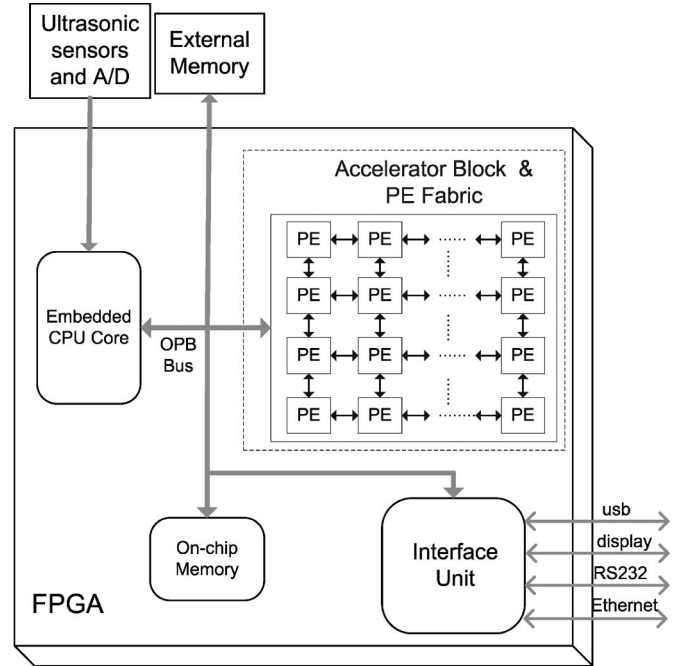 Ultrasonic
sensors
and A/D
External
Memory
Accelerator Block &
PE Fabric
PE PE ...... PE
PE PE ...... PE
PE PE ...... PE
PE PE ....... PE
Embedded
CPU Core
OPB
Bus
On-chip
Memory
Interface
Unit
usb
display
RS232
Ethernet
FPGA